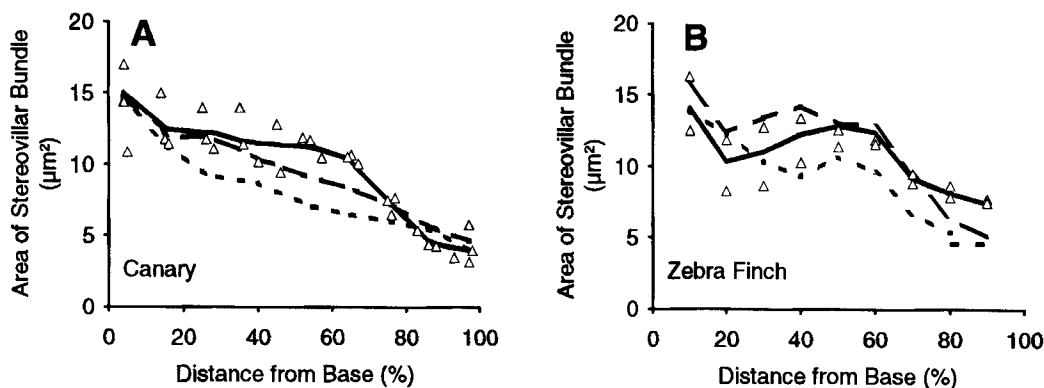 A
20
15
10
5
0
Area of Stereovillar Bundle
(µm²)
Canary
0 20 40 60 80 100
Distance from Base (%)
B
20
15
10
5
0
Area of Stereovillar Bundle
(µm²)
Zebra Finch
0 20 40 60 80 100
Distance from Base (%)